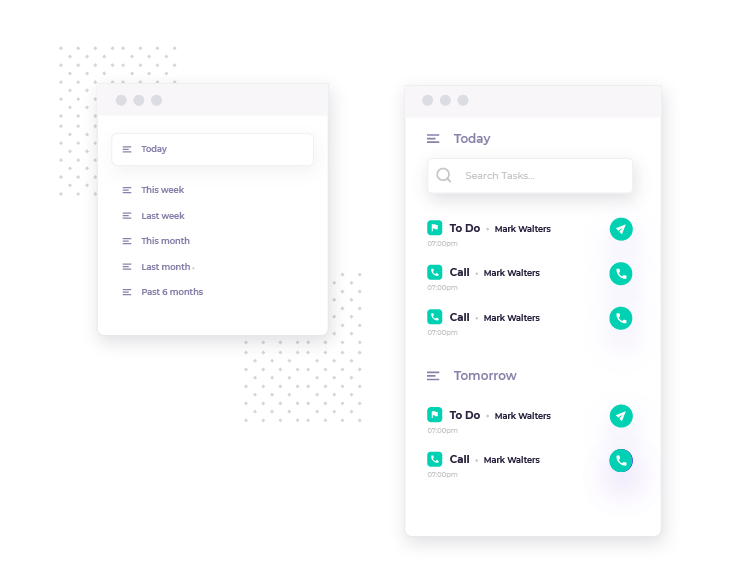 Today
This week
Last week
This month
Last month
Past 6 months
Today
Search Tasks...
To Do • Mark Walters
07:00pm
Call • Mark Walters
07:00pm
Call • Mark Walters
07:00pm
Tomorrow
To Do • Mark Walters
07:00pm
Call • Mark Walters
07:00pm